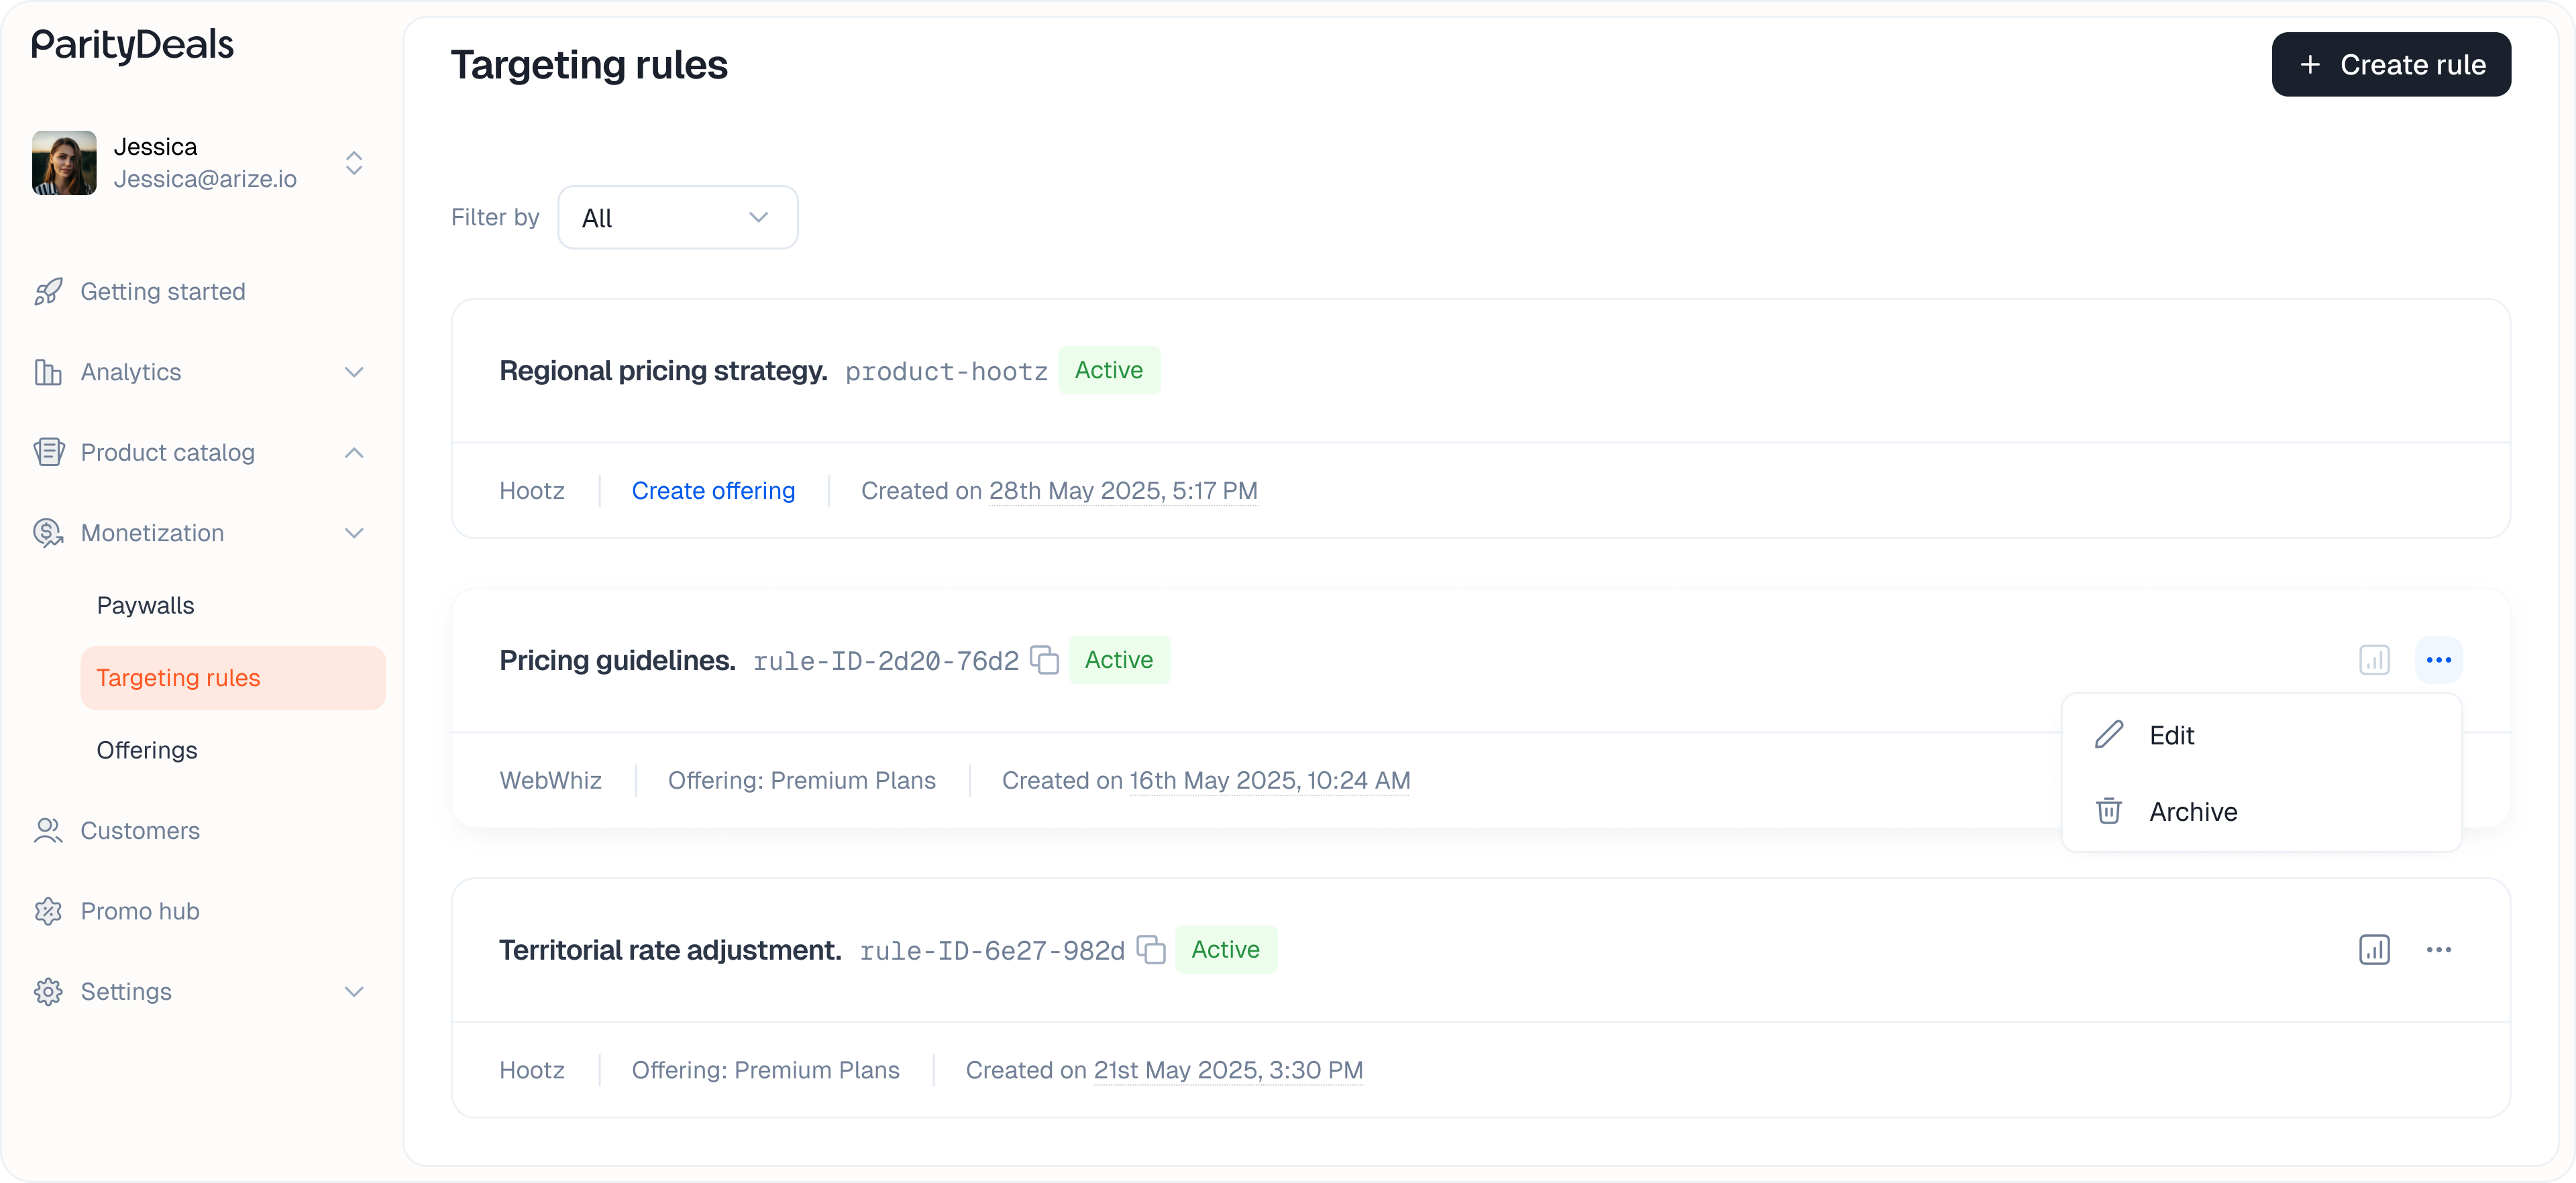 ParityDeals
Jessica
Jessica@arize.io
Getting started
Analytics
Product catalog
Monetization
Paywalls
Targeting rules
Offerings
Customers
Promo hub
Settings
Targeting rules
+ Create rule
Filter by All
Regional pricing strategy. product-hootz Active
Hootz Create offering Created on 28th May 2025, 5:17 PM
Pricing guidelines. rule-ID-2d20-76d2 Active
WebWhiz Offering: Premium Plans Created on 16th May 2025, 10:24 AM
Edit
Archive
Territorial rate adjustment. rule-ID-6e27-982d Active
Hootz Offering: Premium Plans Created on 21st May 2025, 3:30 PM